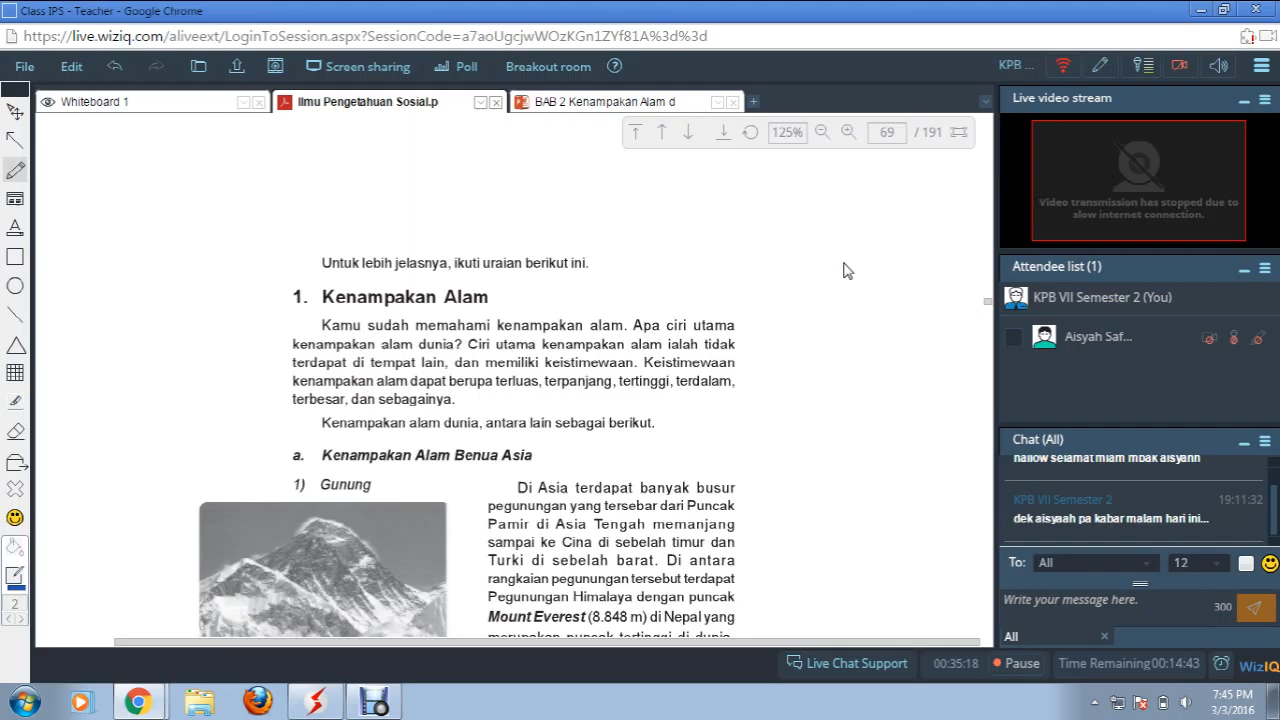 Class IPS - Teacher - Google Chrome
https://live.wiziq.com/aliveext/LoginToSession.aspx?SessionCode=a7aoUgcjwWOzKGn1ZYf81A%3d%3d
File Edit Screen sharing Poll Breakout room KPB ...
Whiteboard 1
Ilmu Pengetahuan Sosial.p
BAB 2 Kenampakan Alam d
125% 69 / 191
Untuk lebih jelasnya, ikuti uraian berikut ini.
1. Kenampakan Alam
Kamu sudah memahami kenampakan alam. Apa ciri utama
kenampakan alam dunia? Ciri utama kenampakan alam ialah tidak
terdapat di tempat lain, dan memiliki keistimewaan. Keistimewaan
kenampakan alam dapat berupa terluas, terpanjang, tertinggi, terdalam,
terbesar, dan sebagainya.
Kenampakan alam dunia, antara lain sebagai berikut.
a. Kenampakan Alam Benua Asia
1) Gunung
Di Asia terdapat banyak busur
pegunungan yang tersebar dari Puncak
Pamir di Asia Tengah memanjang
sampai ke Cina di sebelah timur dan
Turki di sebelah barat. Di antara
rangkaian pegunungan tersebut terdapat
Pegunungan Himalaya dengan puncak
Mount Everest (8.848 m) di Nepal yang
merupakan puncak tertinggi di dunia.
Live video stream
Video transmission has stopped due to
slow internet connection.
Attendee list (1)
KPB VII Semester 2 (You)
Aisyah Saf...
Chat (All)
hallow selamat mlam mbak aisyahh
KPB VII Semester 2 19:11:32
dek aisyaah pa kabar malam hari ini...
To: All 12
Write your message here.
300
All
2
Live Chat Support 00:35:18 Pause Time Remaining 00:14:43 WizIQ
7:45 PM
3/3/2016